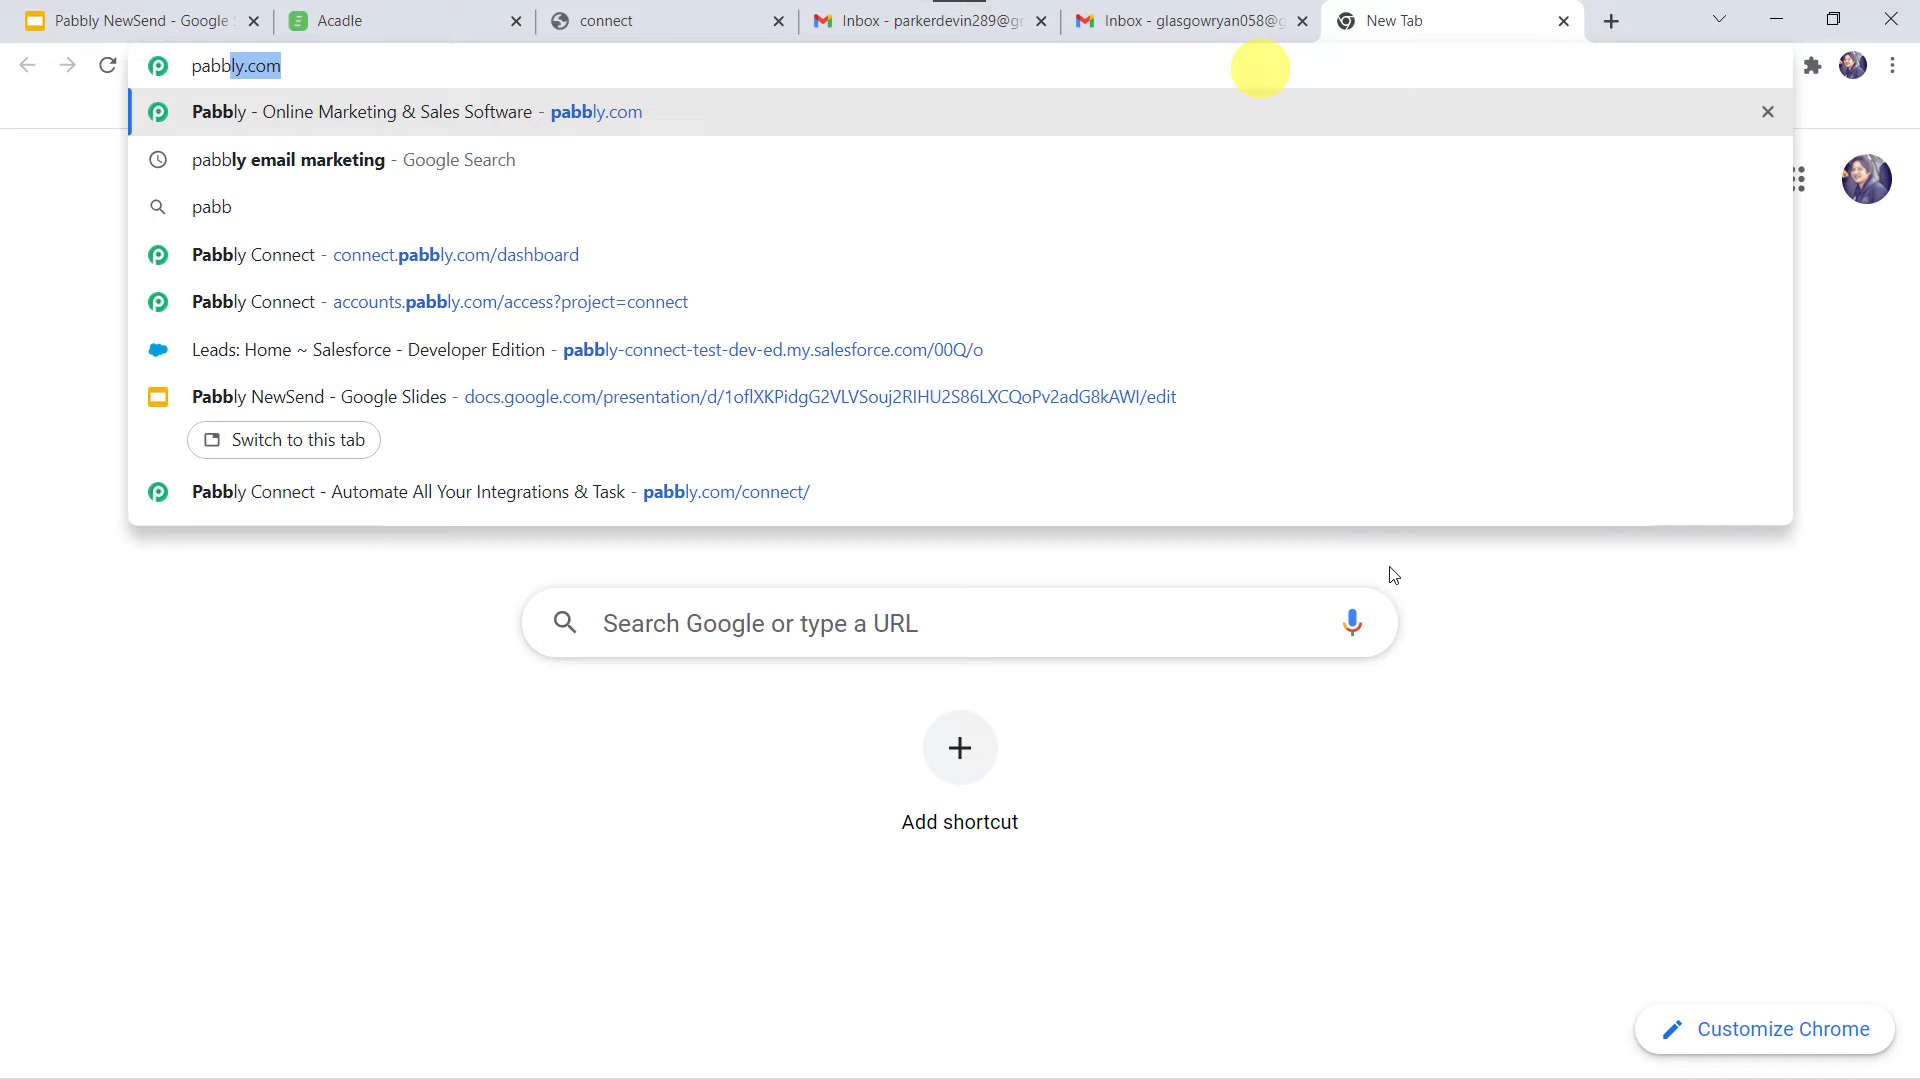 Pabbly NewSend - Google S
Acadle
connect
Inbox - parkerdevin289@gr
Inbox - glasgowryan058@g
New Tab
pabbly.com
Pabbly - Online Marketing & Sales Software - pabbly.com
pabbly email marketing - Google Search
pabb
Pabbly Connect - connect.pabbly.com/dashboard
Pabbly Connect - accounts.pabbly.com/access?project=connect
Leads: Home ~ Salesforce - Developer Edition - pabbly-connect-test-dev-ed.my.salesforce.com/00Q/o
Pabbly NewSend - Google Slides - docs.google.com/presentation/d/1oflXKPidgG2VLVSouj2RIHU2S86LXCQoPv2adG8kAWI/edit
Switch to this tab
Pabbly Connect - Automate All Your Integrations & Task - pabbly.com/connect/
Search Google or type a URL
Add shortcut
Customize Chrome